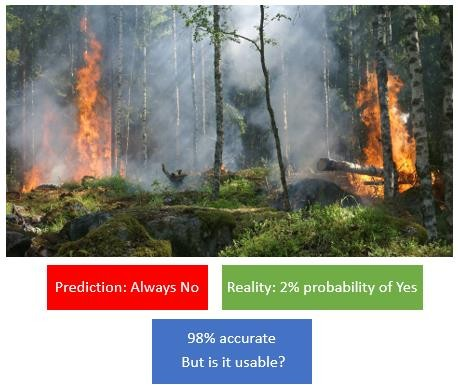 Prediction: Always No
Reality: 2% probability of Yes
98% accurate
But is it usable?